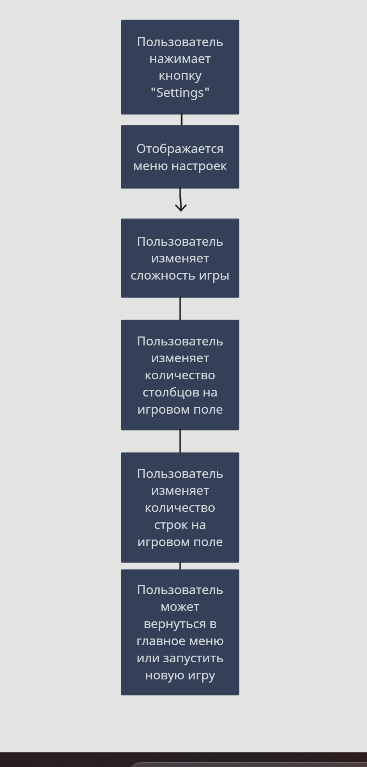 Пользователь
нажимает
кнопку
"Settings"
Отображается
меню настроек
Пользователь
изменяет
сложность игры
Пользователь
изменяет
количество
столбцов на
игровом поле
Пользователь
изменяет
количество
строк на
игровом поле
Пользователь
может
вернуться в
главное меню
или запустить
новую игру